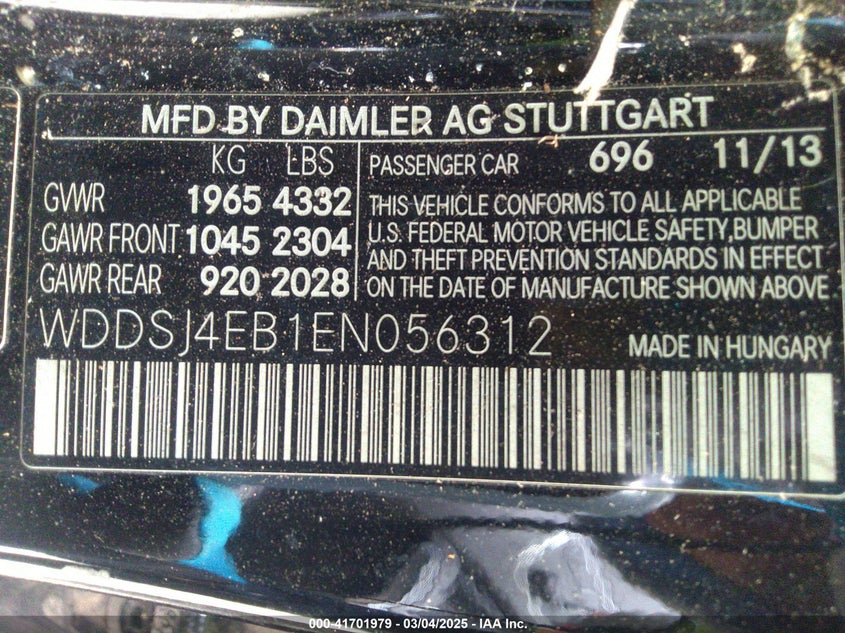 MFD BY DAIMLER AG STUTTGART
KG LBS PASSENGER CAR 696 11/13
GVWR 1965 4332
GAWR FRONT 1045 2304
GAWR REAR 920 2028
THIS VEHICLE CONFORMS TO ALL APPLICABLE
U.S. FEDERAL MOTOR VEHICLE SAFETY, BUMPER
AND THEFT PREVENTION STANDARDS IN EFFECT
ON THE DATE OF MANUFACTURE SHOWN ABOVE
WDDSJ4EB1EN056312 MADE IN HUNGARY
000-41701979 - 03/04/2025 - IAA Inc.